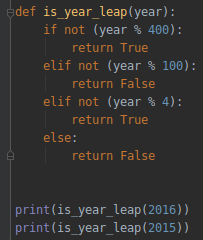 def is_year_leap(year):
    if not (year % 400):
        return True
    elif not (year % 100):
        return False
    elif not (year % 4):
        return True
    else:
        return False
print(is_year_leap(2016))
print(is_year_leap(2015))